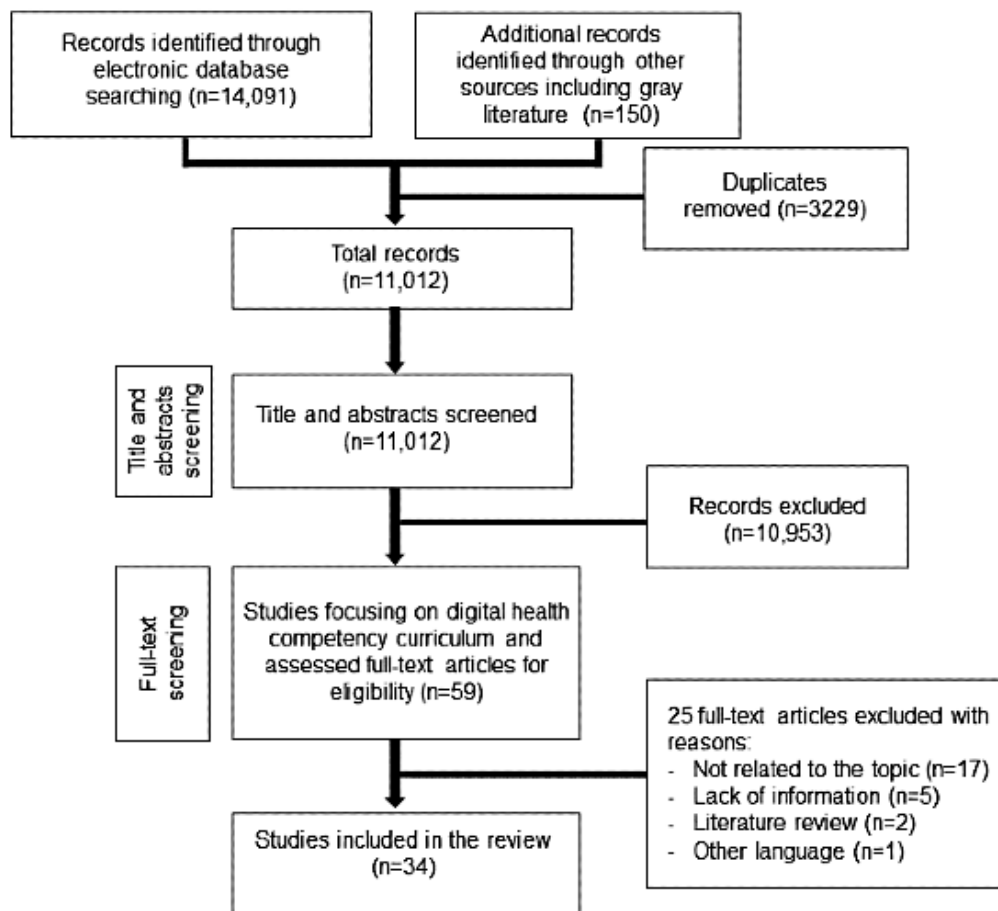 Records identified through
electronic database
searching (n=14,091)
Additional records
identified through other
sources including gray
literature (n=150)
Duplicates
removed (n=3229)
Total records
(n=11,012)
Title and
abstracts
screening
Title and abstracts screened
(n=11,012)
Records excluded
(n=10,953)
Full-text
screening
Studies focusing on digital health
competency curriculum and
assessed full-text articles for
eligibility (n=59)
25 full-text articles excluded with
reasons:
- Not related to the topic (n=17)
- Lack of information (n=5)
- Literature review (n=2)
- Other language (n=1)
Studies included in the review
(n=34)